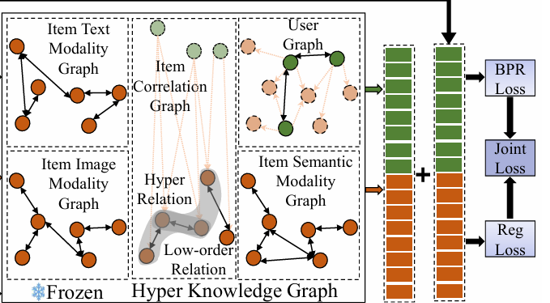 Item Text
Modality
Graph
Item
Correlation
Graph
User
Graph
Item Image
Modality
Graph
Hyper
Relation
Low-order
Relation
Item Semantic
Modality
Graph
Frozen
Hyper Knowledge Graph
+
BPR
Loss
Joint
Loss
Reg
Loss